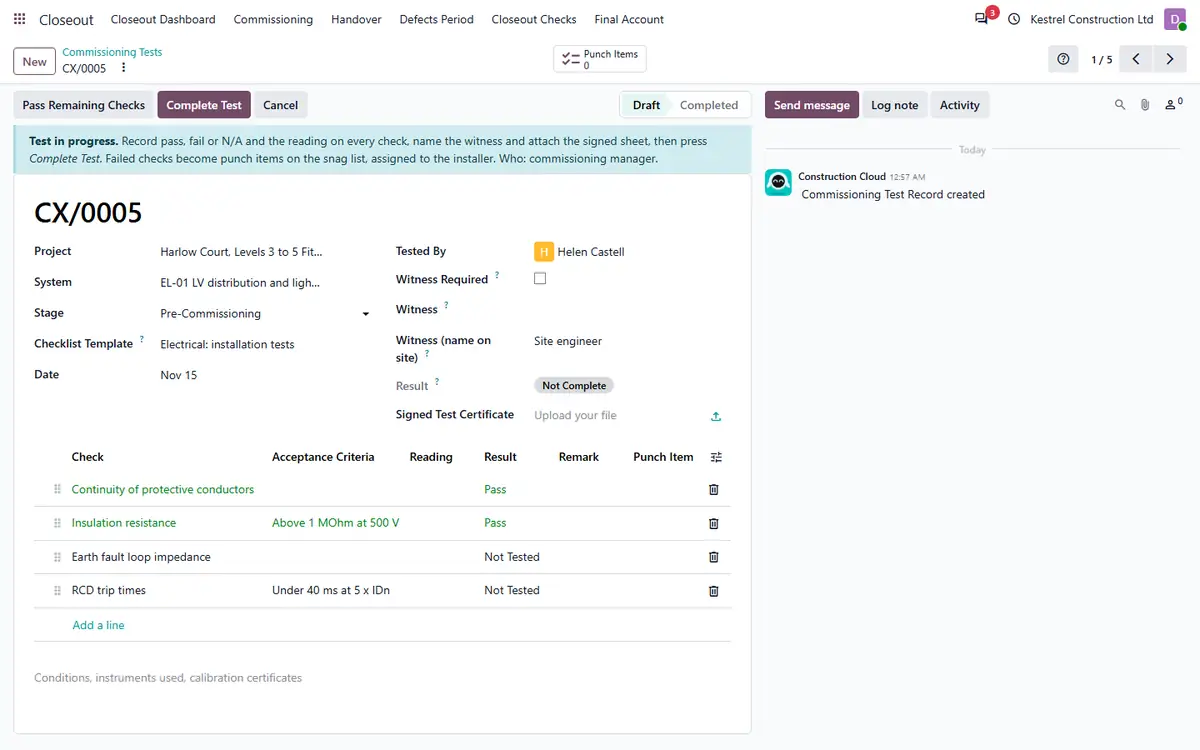 Closeout Closeout Dashboard Commissioning Handover Defects Period Closeout Checks Final Account 3 Kestrel Construction Ltd D
New Commissioning Tests
CX/0005
Punch Items
0
1 / 5
Pass Remaining Checks Complete Test Cancel Draft Completed Send message Log note Activity 0
Test in progress. Record pass, fail or N/A and the reading on every check, name the witness and attach the signed sheet, then press
Complete Test. Failed checks become punch items on the snag list, assigned to the installer. Who: commissioning manager.
Today
Construction Cloud 12:57 AM
Commissioning Test Record created
CX/0005
Project Harlow Court, Levels 3 to 5 Fit...
System EL-01 LV distribution and ligh...
Stage Pre-Commissioning
Checklist Template ? Electrical: installation tests
Date Nov 15
Tested By H Helen Castell
Witness Required ?
Witness ?
Witness (name on
site) ? Site engineer
Result ? Not Complete
Signed Test Certificate Upload your file
Check Acceptance Criteria Reading Result Remark Punch Item
Continuity of protective conductors Pass
Insulation resistance Above 1 MOhm at 500 V Pass
Earth fault loop impedance Not Tested
RCD trip times Under 40 ms at 5 x IDn Not Tested
Add a line
Conditions, instruments used, calibration certificates